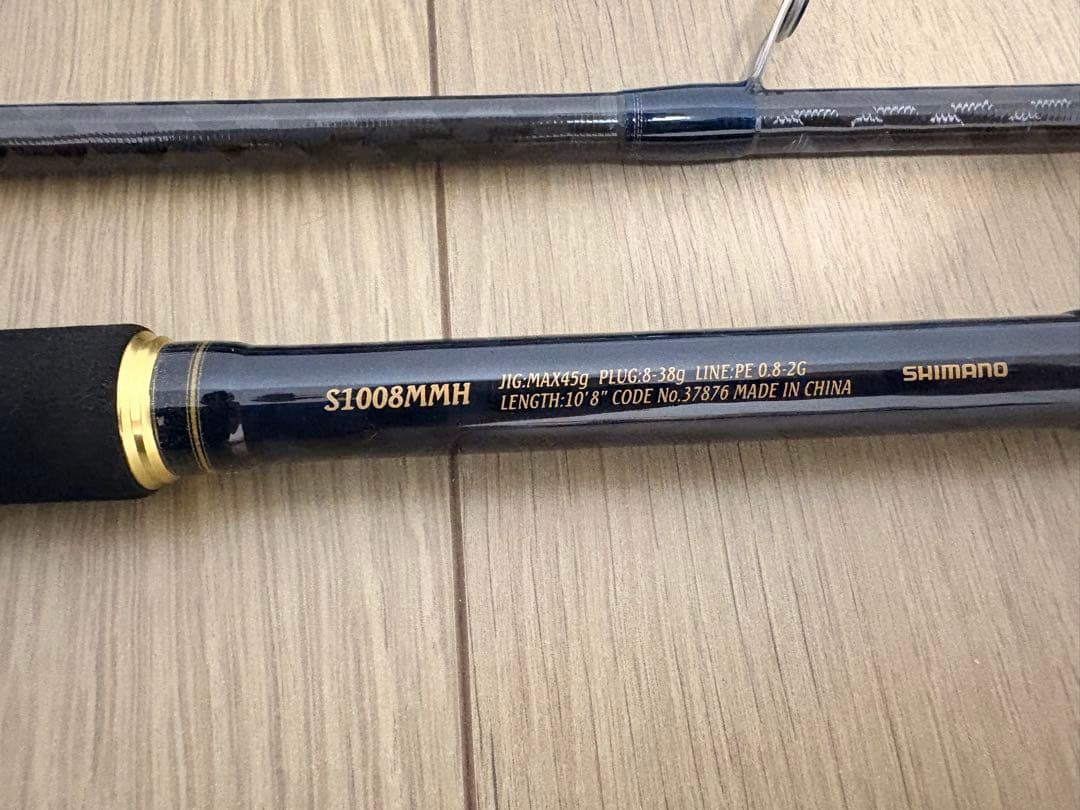 S1008MMH
JIG:MAX45g PLUG:8-38g LINE:PE 0.8-2G
LENGTH:10'8" CODE No.37876 MADE IN CHINA
SHIMANO